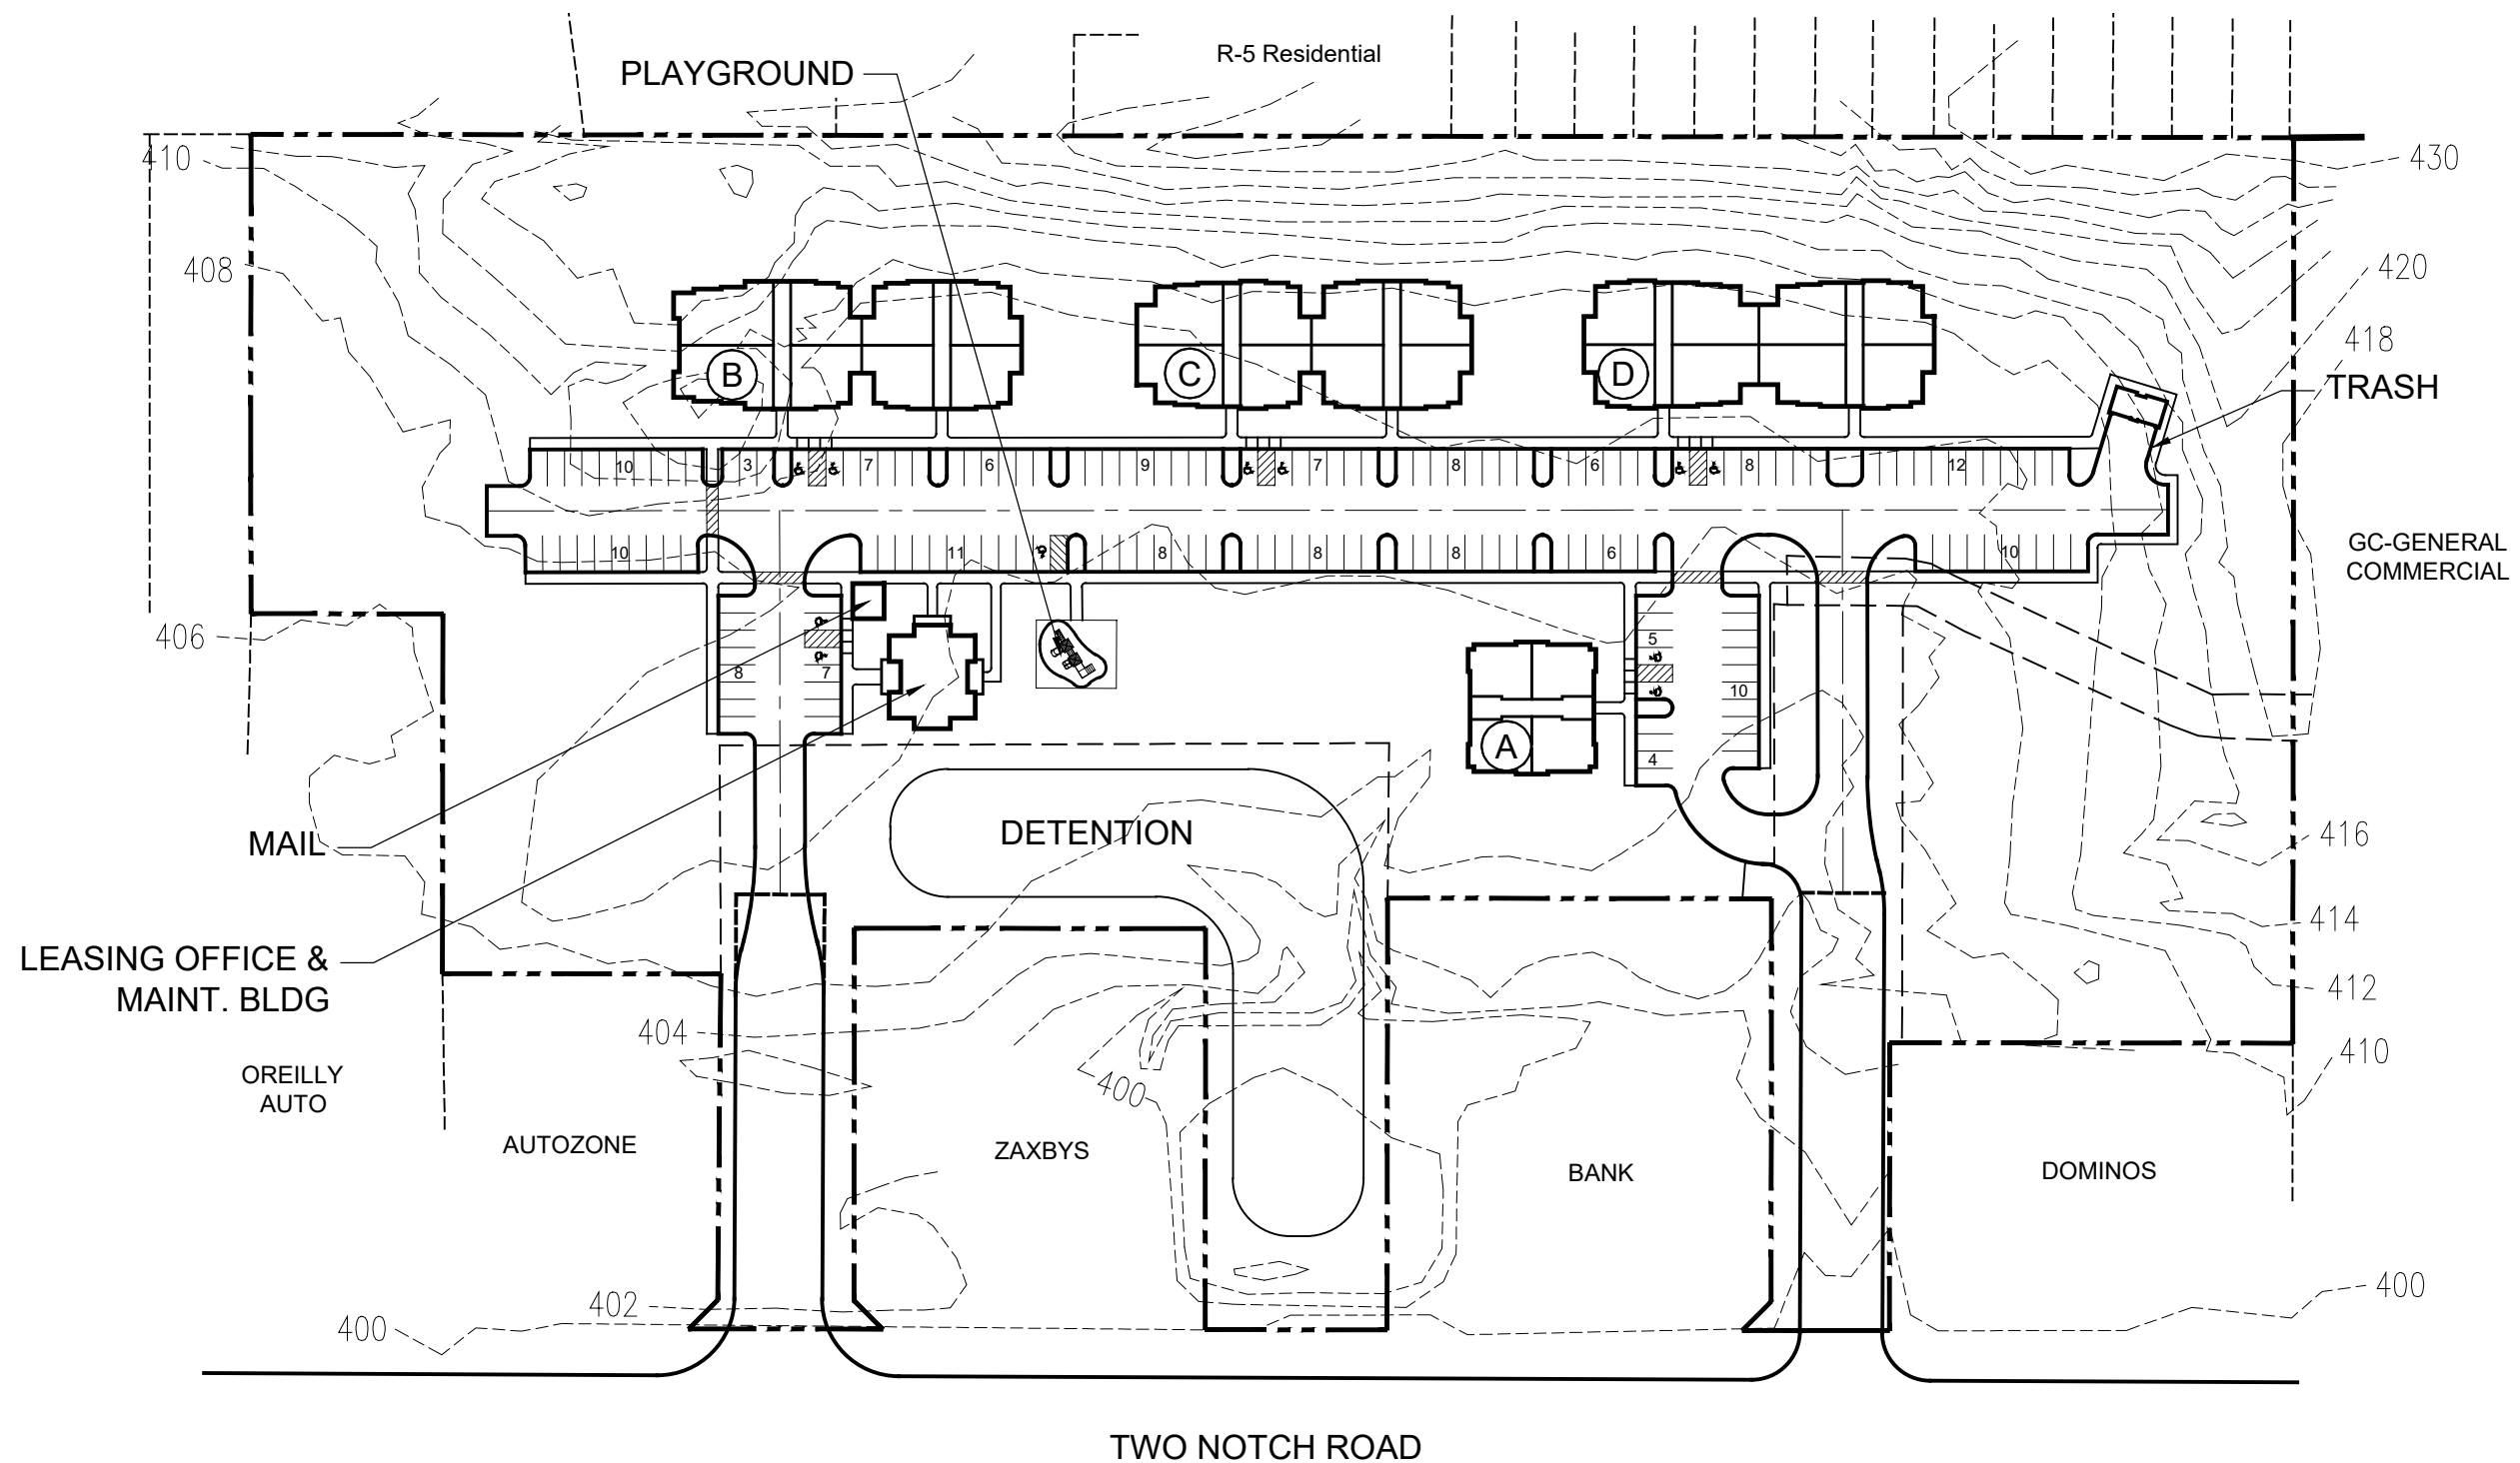 R-5 Residential
PLAYGROUND
410
430
408
420
418
TRASH
B
C
D
10
3
7
6
9
7
8
6
8
12
10
11
8
8
8
6
10
GC-GENERAL
COMMERCIAL
406
8
7
5
10
4
A
MAIL
DETENTION
416
414
LEASING OFFICE &
MAINT. BLDG
412
404
410
OREILLY
AUTO
400
AUTOZONE
ZAXBYS
BANK
DOMINOS
402
400
400
TWO NOTCH ROAD